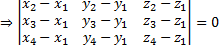 ⇒ |x₂ − x₁  y₂ − y₁  z₂ − z₁|
|x₃ − x₁  y₃ − y₁  z₃ − z₁| = 0
|x₄ − x₁  y₄ − y₁  z₄ − z₁|